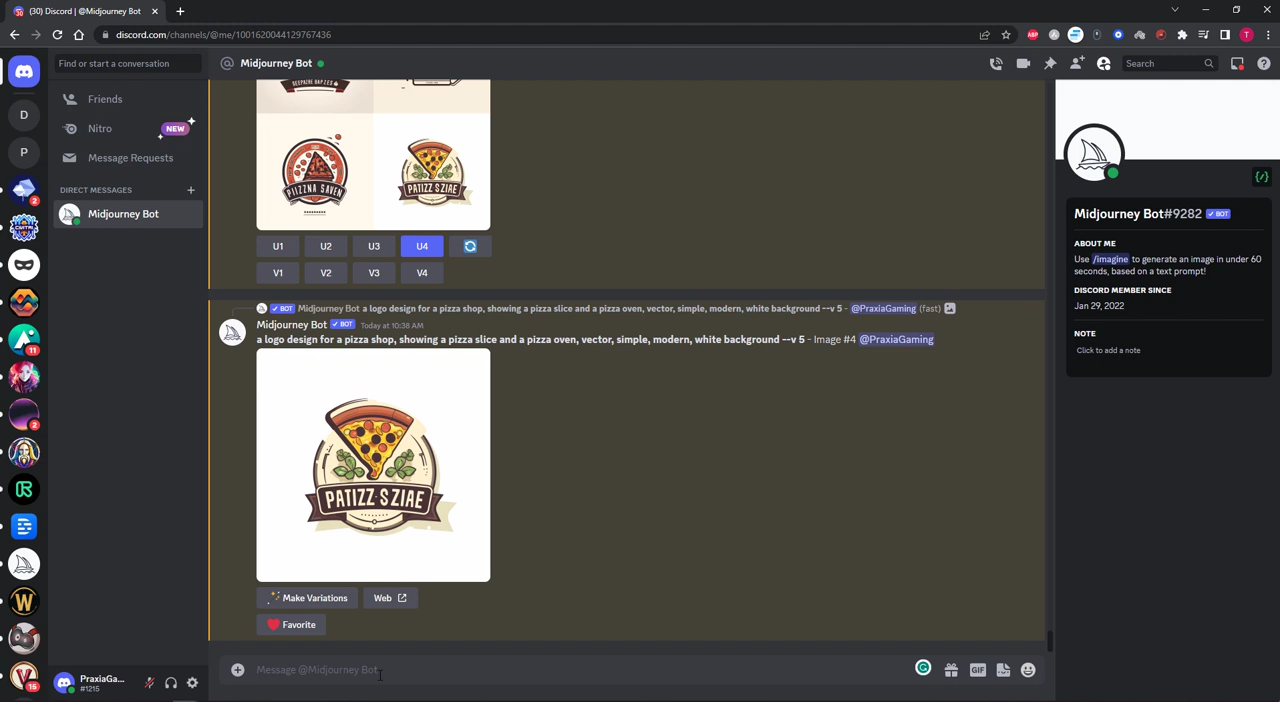 (30) Discord | @Midjourney Bot
discord.com/channels/@me/1001620044129767436
Find or start a conversation
Midjourney Bot
Search
Friends
Nitro
NEW
Message Requests
DIRECT MESSAGES
Midjourney Bot
D
P
2
11
2
15
PIIZZNA SAVEN
PATIZZ SZIAE
U1 U2 U3 U4
V1 V2 V3 V4
BOT Midjourney Bot a logo design for a pizza shop, showing a pizza slice and a pizza oven, vector, simple, modern, white background --v 5 - @PraxiaGaming (fast)
Midjourney Bot BOT Today at 10:38 AM
a logo design for a pizza shop, showing a pizza slice and a pizza oven, vector, simple, modern, white background --v 5 - Image #4 @PraxiaGaming
PATIZZ SZIAE
Make Variations Web
Favorite
Message @Midjourney Bot
GIF
PraxiaGa...
#1215
Midjourney Bot#9282 BOT
ABOUT ME
Use /imagine to generate an image in under 60
seconds, based on a text prompt!
DISCORD MEMBER SINCE
Jan 29, 2022
NOTE
Click to add a note